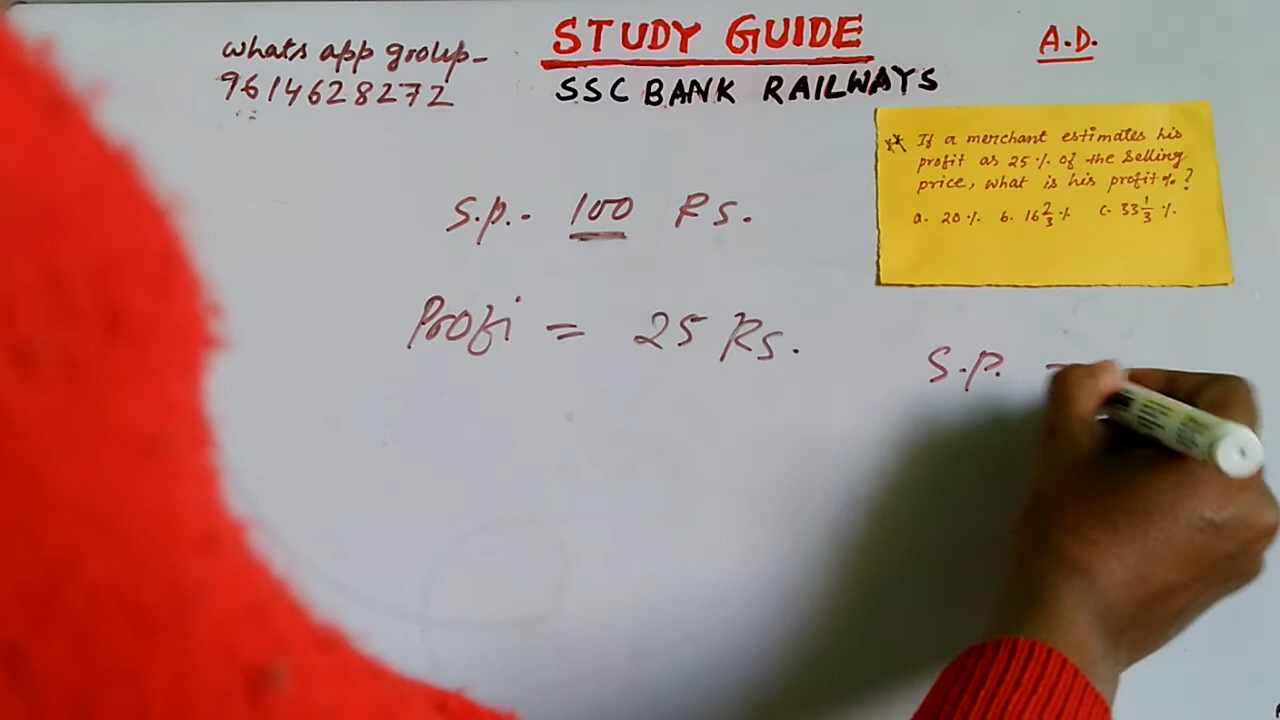 whats app group-
9614628272
STUDY GUIDE
SSC BANK RAILWAYS
A.D.
** If a merchant estimates his
profit as 25 % of the selling
price, what is his profit % ?
a. 20 % b. 16 2/3 % c. 33 1/3 %.
S.p.- 100 Rs.
Profi = 25 Rs.
S.p. =